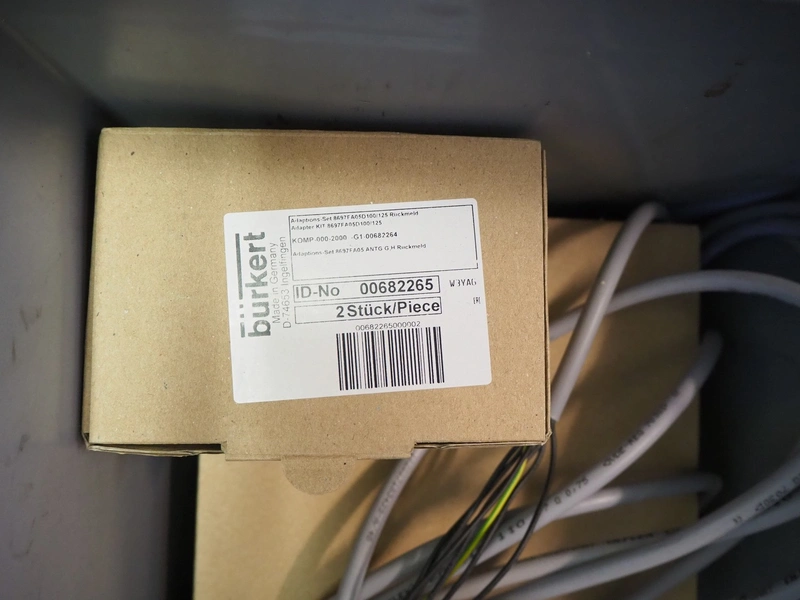 bürkert
Made in Germany
D-74653 Ingelfingen
Adaptions-Set 8697FA05D100/125 Rückmeld
Adapter KIT 8697FA05D100/125
KOMP-000-2000 -G1-00682264
Adaptions-Set 8697FA05 ANTG G,H Rückmeld
ID-No 00682265
W3YAG
2 Stück/Piece
00682265000002